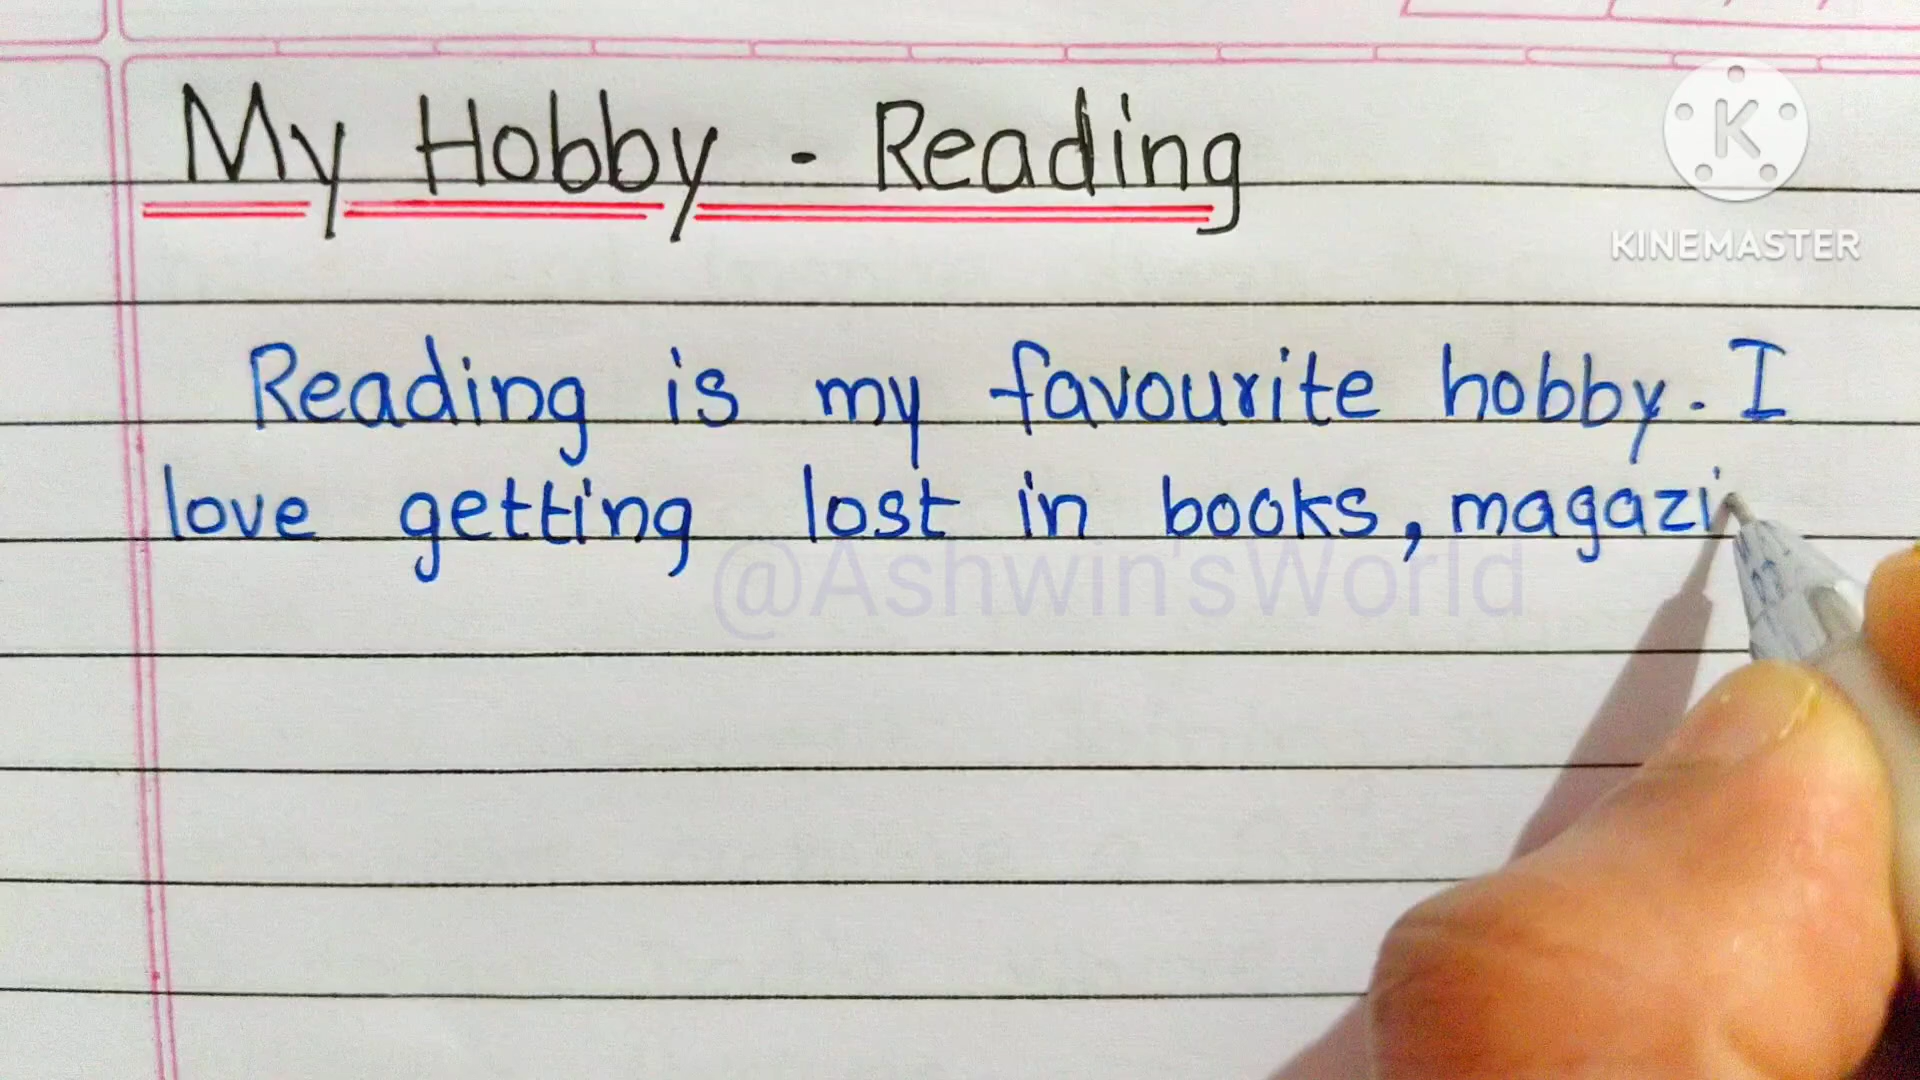 My Hobby - Reading
K
KINEMASTER
Reading is my favourite hobby. I
love getting lost in books, magazi
@Ashwin'sWorld